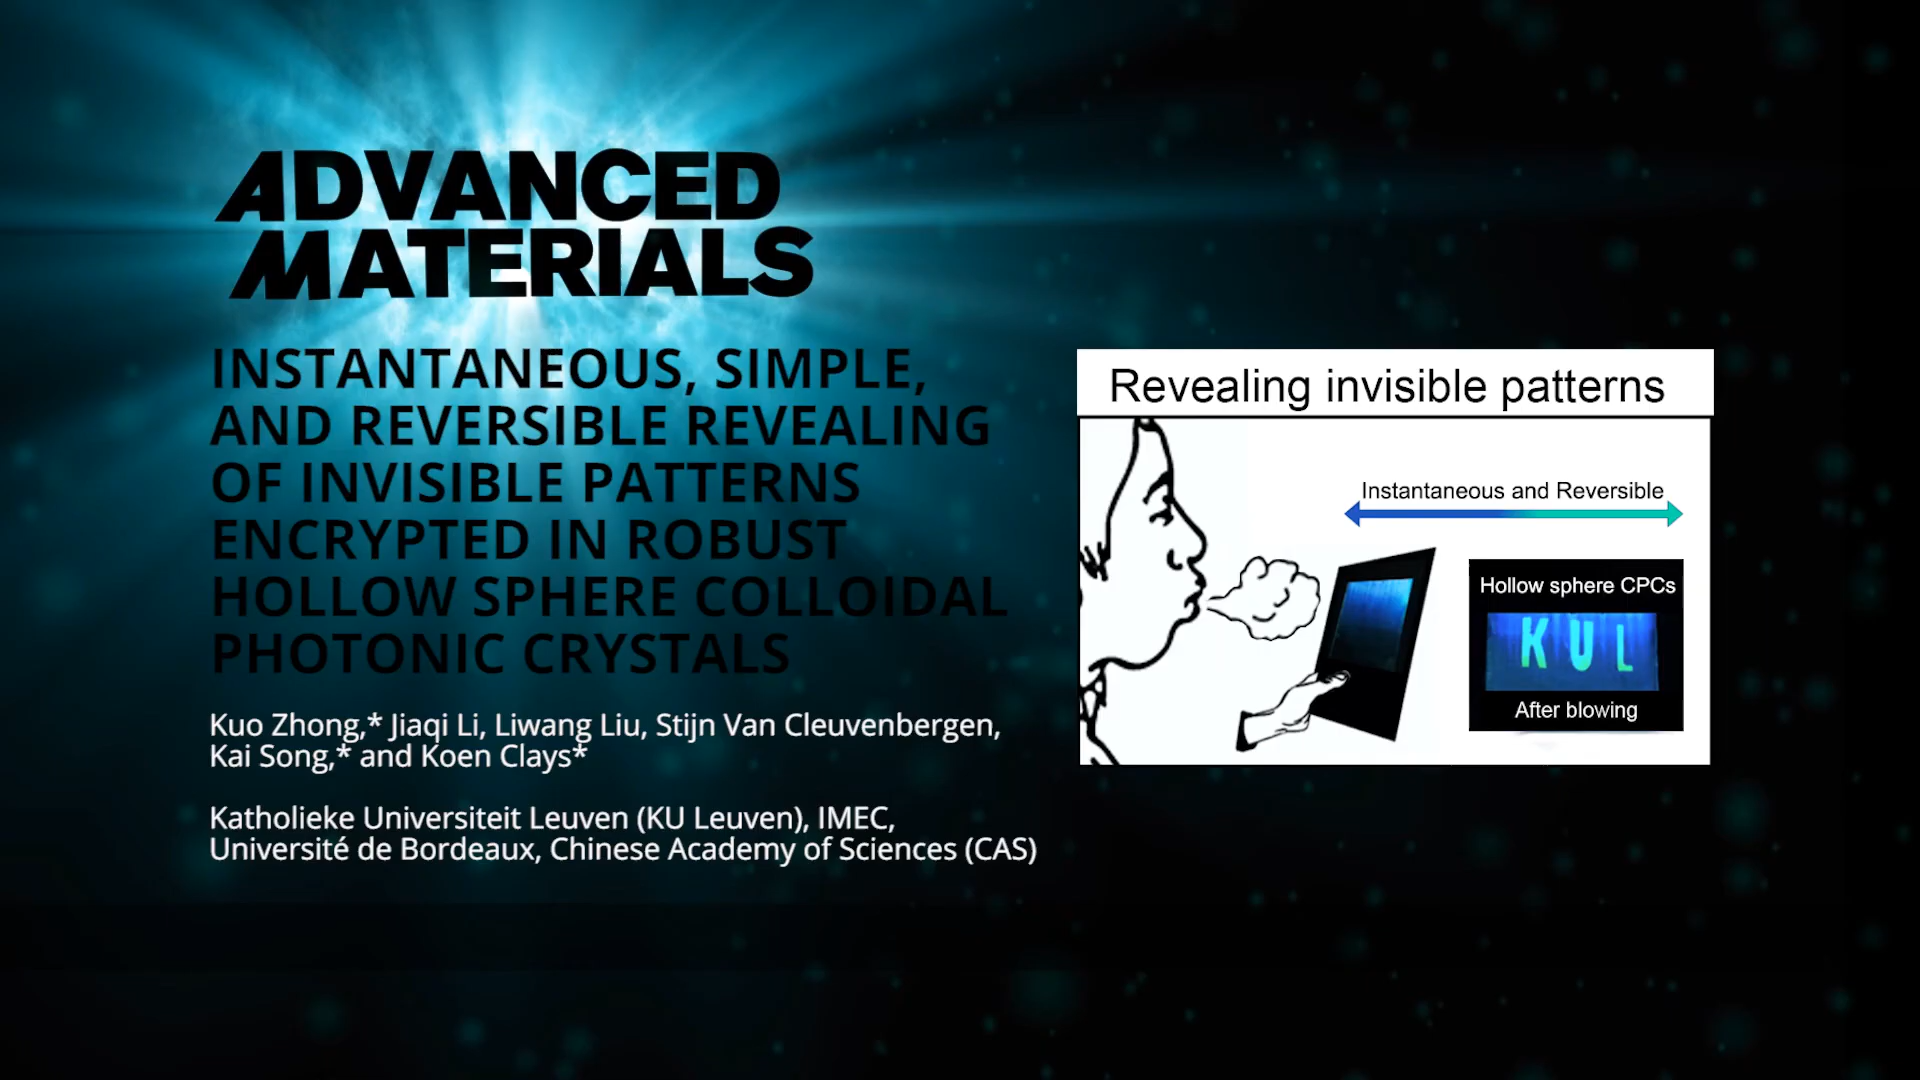 ADVANCED
MATERIALS
INSTANTANEOUS, SIMPLE,
AND REVERSIBLE REVEALING
OF INVISIBLE PATTERNS
ENCRYPTED IN ROBUST
HOLLOW SPHERE COLLOIDAL
PHOTONIC CRYSTALS
Kuo Zhong,* Jiaqi Li, Liwang Liu, Stijn Van Cleuvenbergen,
Kai Song,* and Koen Clays*
Katholieke Universiteit Leuven (KU Leuven), IMEC,
Université de Bordeaux, Chinese Academy of Sciences (CAS)
Revealing invisible patterns
Instantaneous and Reversible
Hollow sphere CPCs
KUL
After blowing